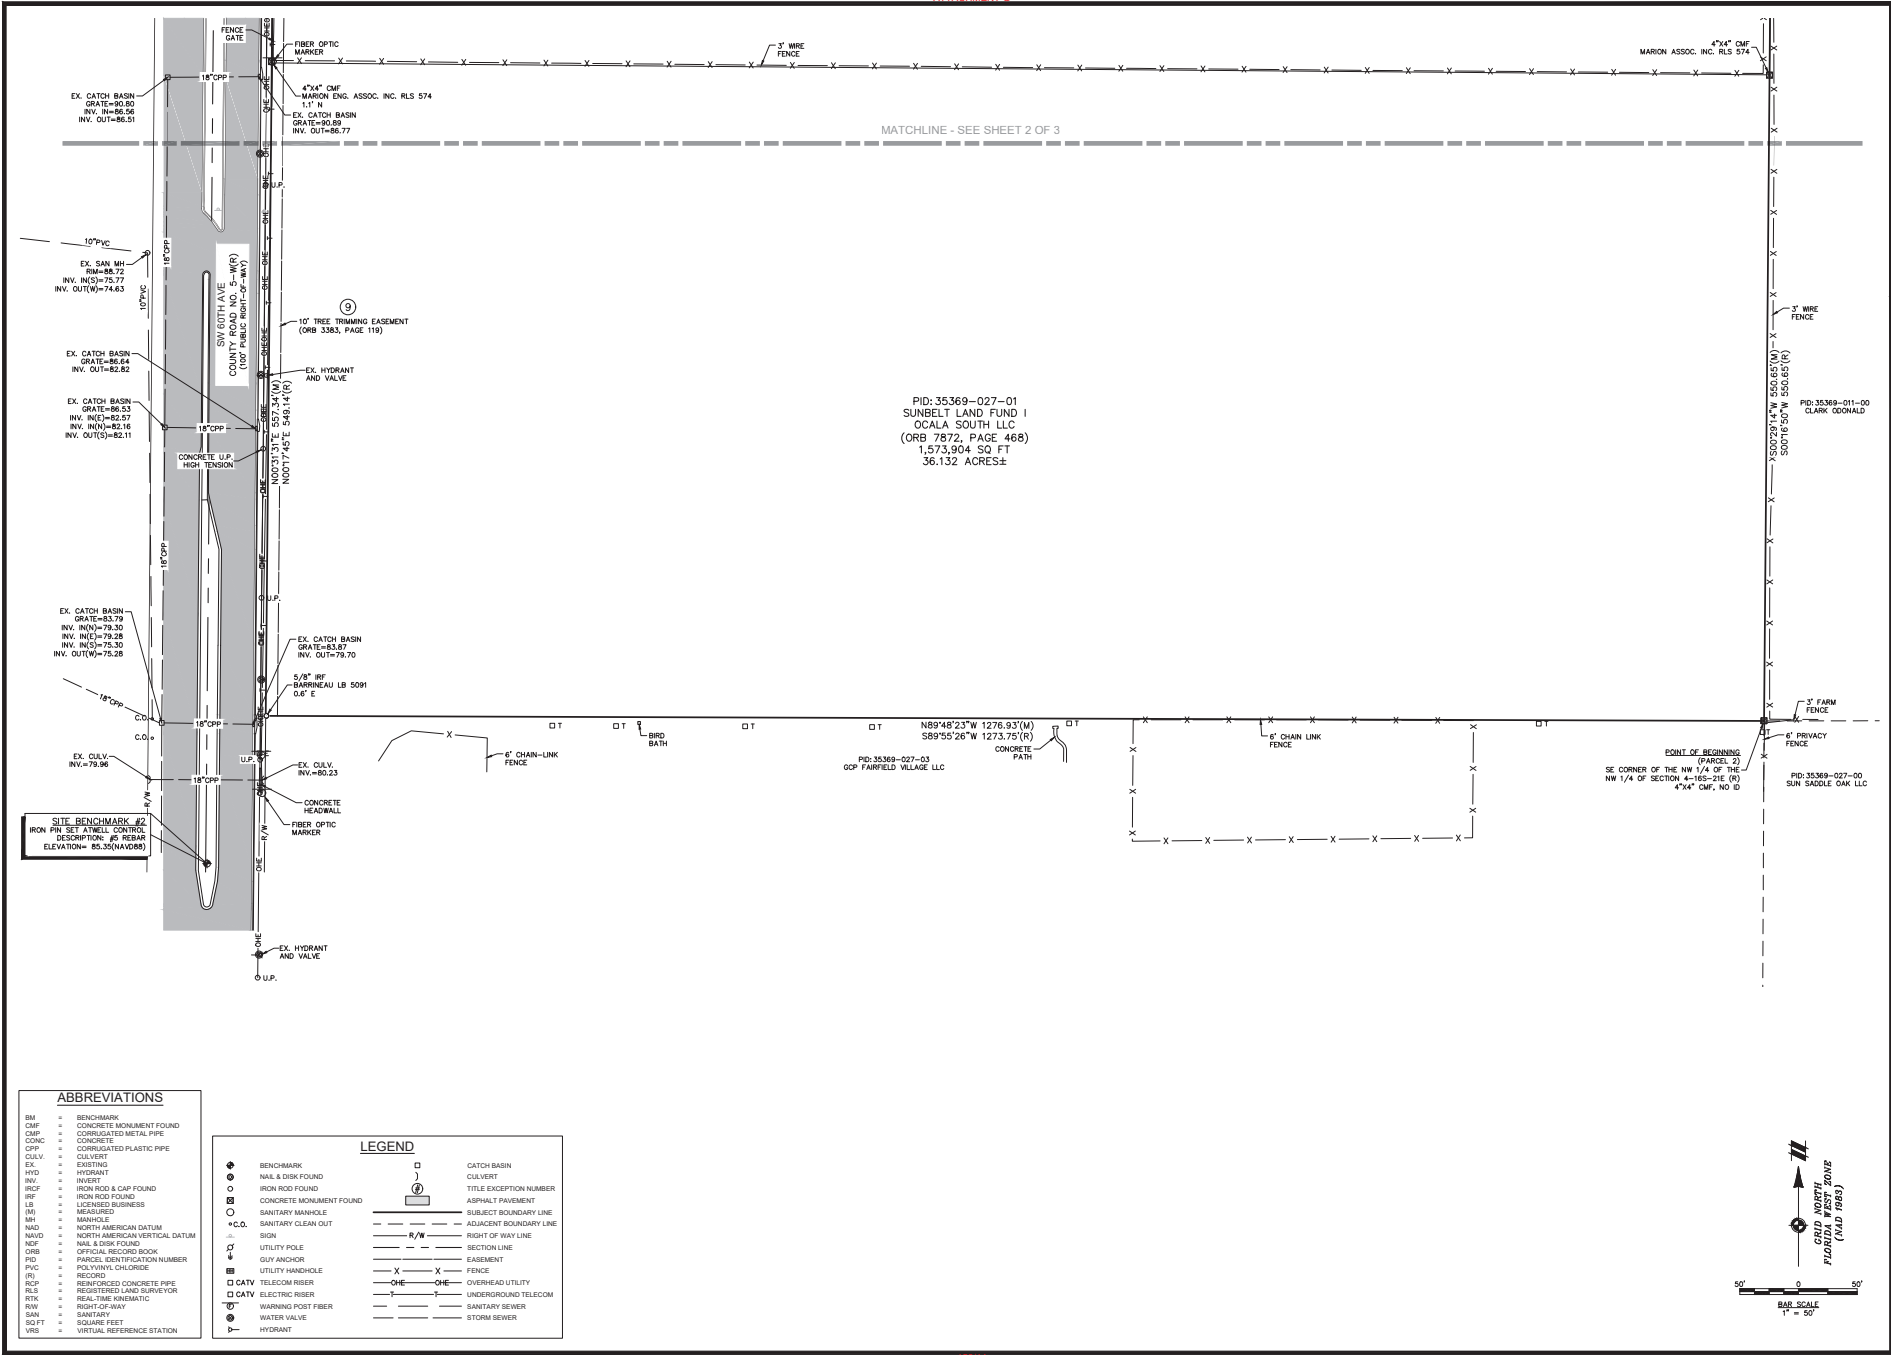 FENCE
GATE
FIBER OPTIC
MARKER
3' WIRE
FENCE
4"X4" CMF
MARION ASSOC. INC. RLS 574
18"CPP
EX. CATCH BASIN
GRATE=90.80
INV. IN=86.56
INV. OUT=86.51
4"X4" CMF
MARION ENG. ASSOC. INC. RLS 574
1.1' N
EX. CATCH BASIN
GRATE=90.89
INV. OUT=86.77
MATCHLINE - SEE SHEET 2 OF 3
U.P.
10"PVC
18"CPP
EX. SAN MH
RIM=88.72
INV. IN(S)=75.77
INV. OUT(W)=74.63
10"PVC
SW 60TH AVE
COUNTY ROAD NO. 5-W(R)
(100' PUBLIC RIGHT-OF-WAY)
9
10' TREE TRIMMING EASEMENT
(ORB 3383, PAGE 119)
3' WIRE
FENCE
EX. CATCH BASIN
GRATE=86.64
INV. OUT=82.82
EX. HYDRANT
AND VALVE
N00°31'31"E 557.34'(M)
N00°17'45"E 549.14'(R)
S00°29'14"W 550.65'(M)
S00°16'50"W 550.65'(R)
PID: 35369-011-00
CLARK ODONALD
PID: 35369-027-01
SUNBELT LAND FUND I
OCALA SOUTH LLC
(ORB 7872, PAGE 468)
1,573,904 SQ FT
36.132 ACRES±
EX. CATCH BASIN
GRATE=86.53
INV. IN(E)=82.57
INV. IN(N)=82.16
INV. OUT(S)=82.11
18"CPP
CONCRETE U.P.
HIGH TENSION
18"CPP
U.P.
EX. CATCH BASIN
GRATE=83.79
INV. IN(N)=79.30
INV. IN(E)=79.28
INV. IN(S)=75.30
INV. OUT(W)=75.28
EX. CATCH BASIN
GRATE=83.87
INV. OUT=79.70
5/8" IRF
BARRINEAU LB 5091
0.6' E
18"CPP
C.O.
18"CPP
C.O.
T
T
BIRD
BATH
T
T
N89°48'23"W 1276.93'(M)
S89°55'26"W 1273.75'(R)
CONCRETE
PATH
T
6' CHAIN LINK
FENCE
T
3' FARM
FENCE
T
6' PRIVACY
FENCE
6' CHAIN-LINK
FENCE
PID: 35369-027-03
GCP FAIRFIELD VILLAGE LLC
POINT OF BEGINNING
(PARCEL 2)
SE CORNER OF THE NW 1/4 OF THE
NW 1/4 OF SECTION 4-16S-21E (R)
4"X4" CMF, NO ID
PID: 35369-027-00
SUN SADDLE OAK LLC
EX. CULV.
INV.=79.96
U.P.
18"CPP
EX. CULV.
INV.=80.23
CONCRETE
HEADWALL
R/W
FIBER OPTIC
MARKER
R/W
SITE BENCHMARK #2
IRON PIN SET ATWELL CONTROL
DESCRIPTION: #5 REBAR
ELEVATION= 85.35(NAVD88)
OHE
OHE
EX. HYDRANT
AND VALVE
U.P.
ABBREVIATIONS
BM = BENCHMARK
CMF = CONCRETE MONUMENT FOUND
CMP = CORRUGATED METAL PIPE
CONC = CONCRETE
CPP = CORRUGATED PLASTIC PIPE
CULV. = CULVERT
EX. = EXISTING
HYD = HYDRANT
INV. = INVERT
IRCF = IRON ROD & CAP FOUND
IRF = IRON ROD FOUND
LB = LICENSED BUSINESS
(M) = MEASURED
MH = MANHOLE
NAD = NORTH AMERICAN DATUM
NAVD = NORTH AMERICAN VERTICAL DATUM
NDF = NAIL & DISK FOUND
ORB = OFFICIAL RECORD BOOK
PID = PARCEL IDENTIFICATION NUMBER
PVC = POLYVINYL CHLORIDE
(R) = RECORD
RCP = REINFORCED CONCRETE PIPE
RLS = REGISTERED LAND SURVEYOR
RTK = REAL-TIME KINEMATIC
R/W = RIGHT-OF-WAY
SAN = SANITARY
SQ FT = SQUARE FEET
VRS = VIRTUAL REFERENCE STATION
LEGEND
BENCHMARK
NAIL & DISK FOUND
IRON ROD FOUND
CONCRETE MONUMENT FOUND
SANITARY MANHOLE
C.O. SANITARY CLEAN OUT
SIGN
UTILITY POLE
GUY ANCHOR
UTILITY HANDHOLE
CATV TELECOM RISER
CATV ELECTRIC RISER
WARNING POST FIBER
WATER VALVE
HYDRANT
CATCH BASIN
CULVERT
# TITLE EXCEPTION NUMBER
ASPHALT PAVEMENT
SUBJECT BOUNDARY LINE
ADJACENT BOUNDARY LINE
R/W RIGHT OF WAY LINE
SECTION LINE
EASEMENT
X X FENCE
OHE OHE OVERHEAD UTILITY
T T UNDERGROUND TELECOM
SANITARY SEWER
STORM SEWER
GRID NORTH
FLORIDA WEST ZONE
(NAD 1983)
50' 0 50'
BAR SCALE
1" = 50'